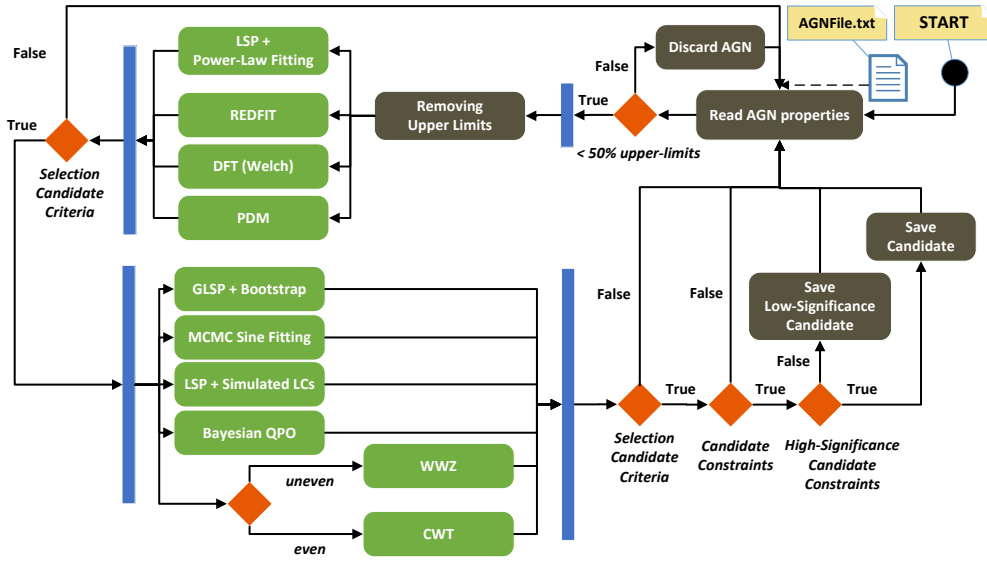 AGNFile.txt
START
False
LSP +
Power-Law Fitting
Discard AGN
False
True
REDFIT
Removing
Upper Limits
True
Read AGN properties
DFT (Welch)
< 50% upper-limits
Selection
Candidate
Criteria
PDM
Save
Candidate
GLSP + Bootstrap
False
False
Save
Low-Significance
Candidate
MCMC Sine Fitting
False
LSP + Simulated LCs
True
True
True
Bayesian QPO
Selection
Candidate
Criteria
Candidate
Constraints
High-Significance
Candidate
Constraints
uneven
WWZ
even
CWT